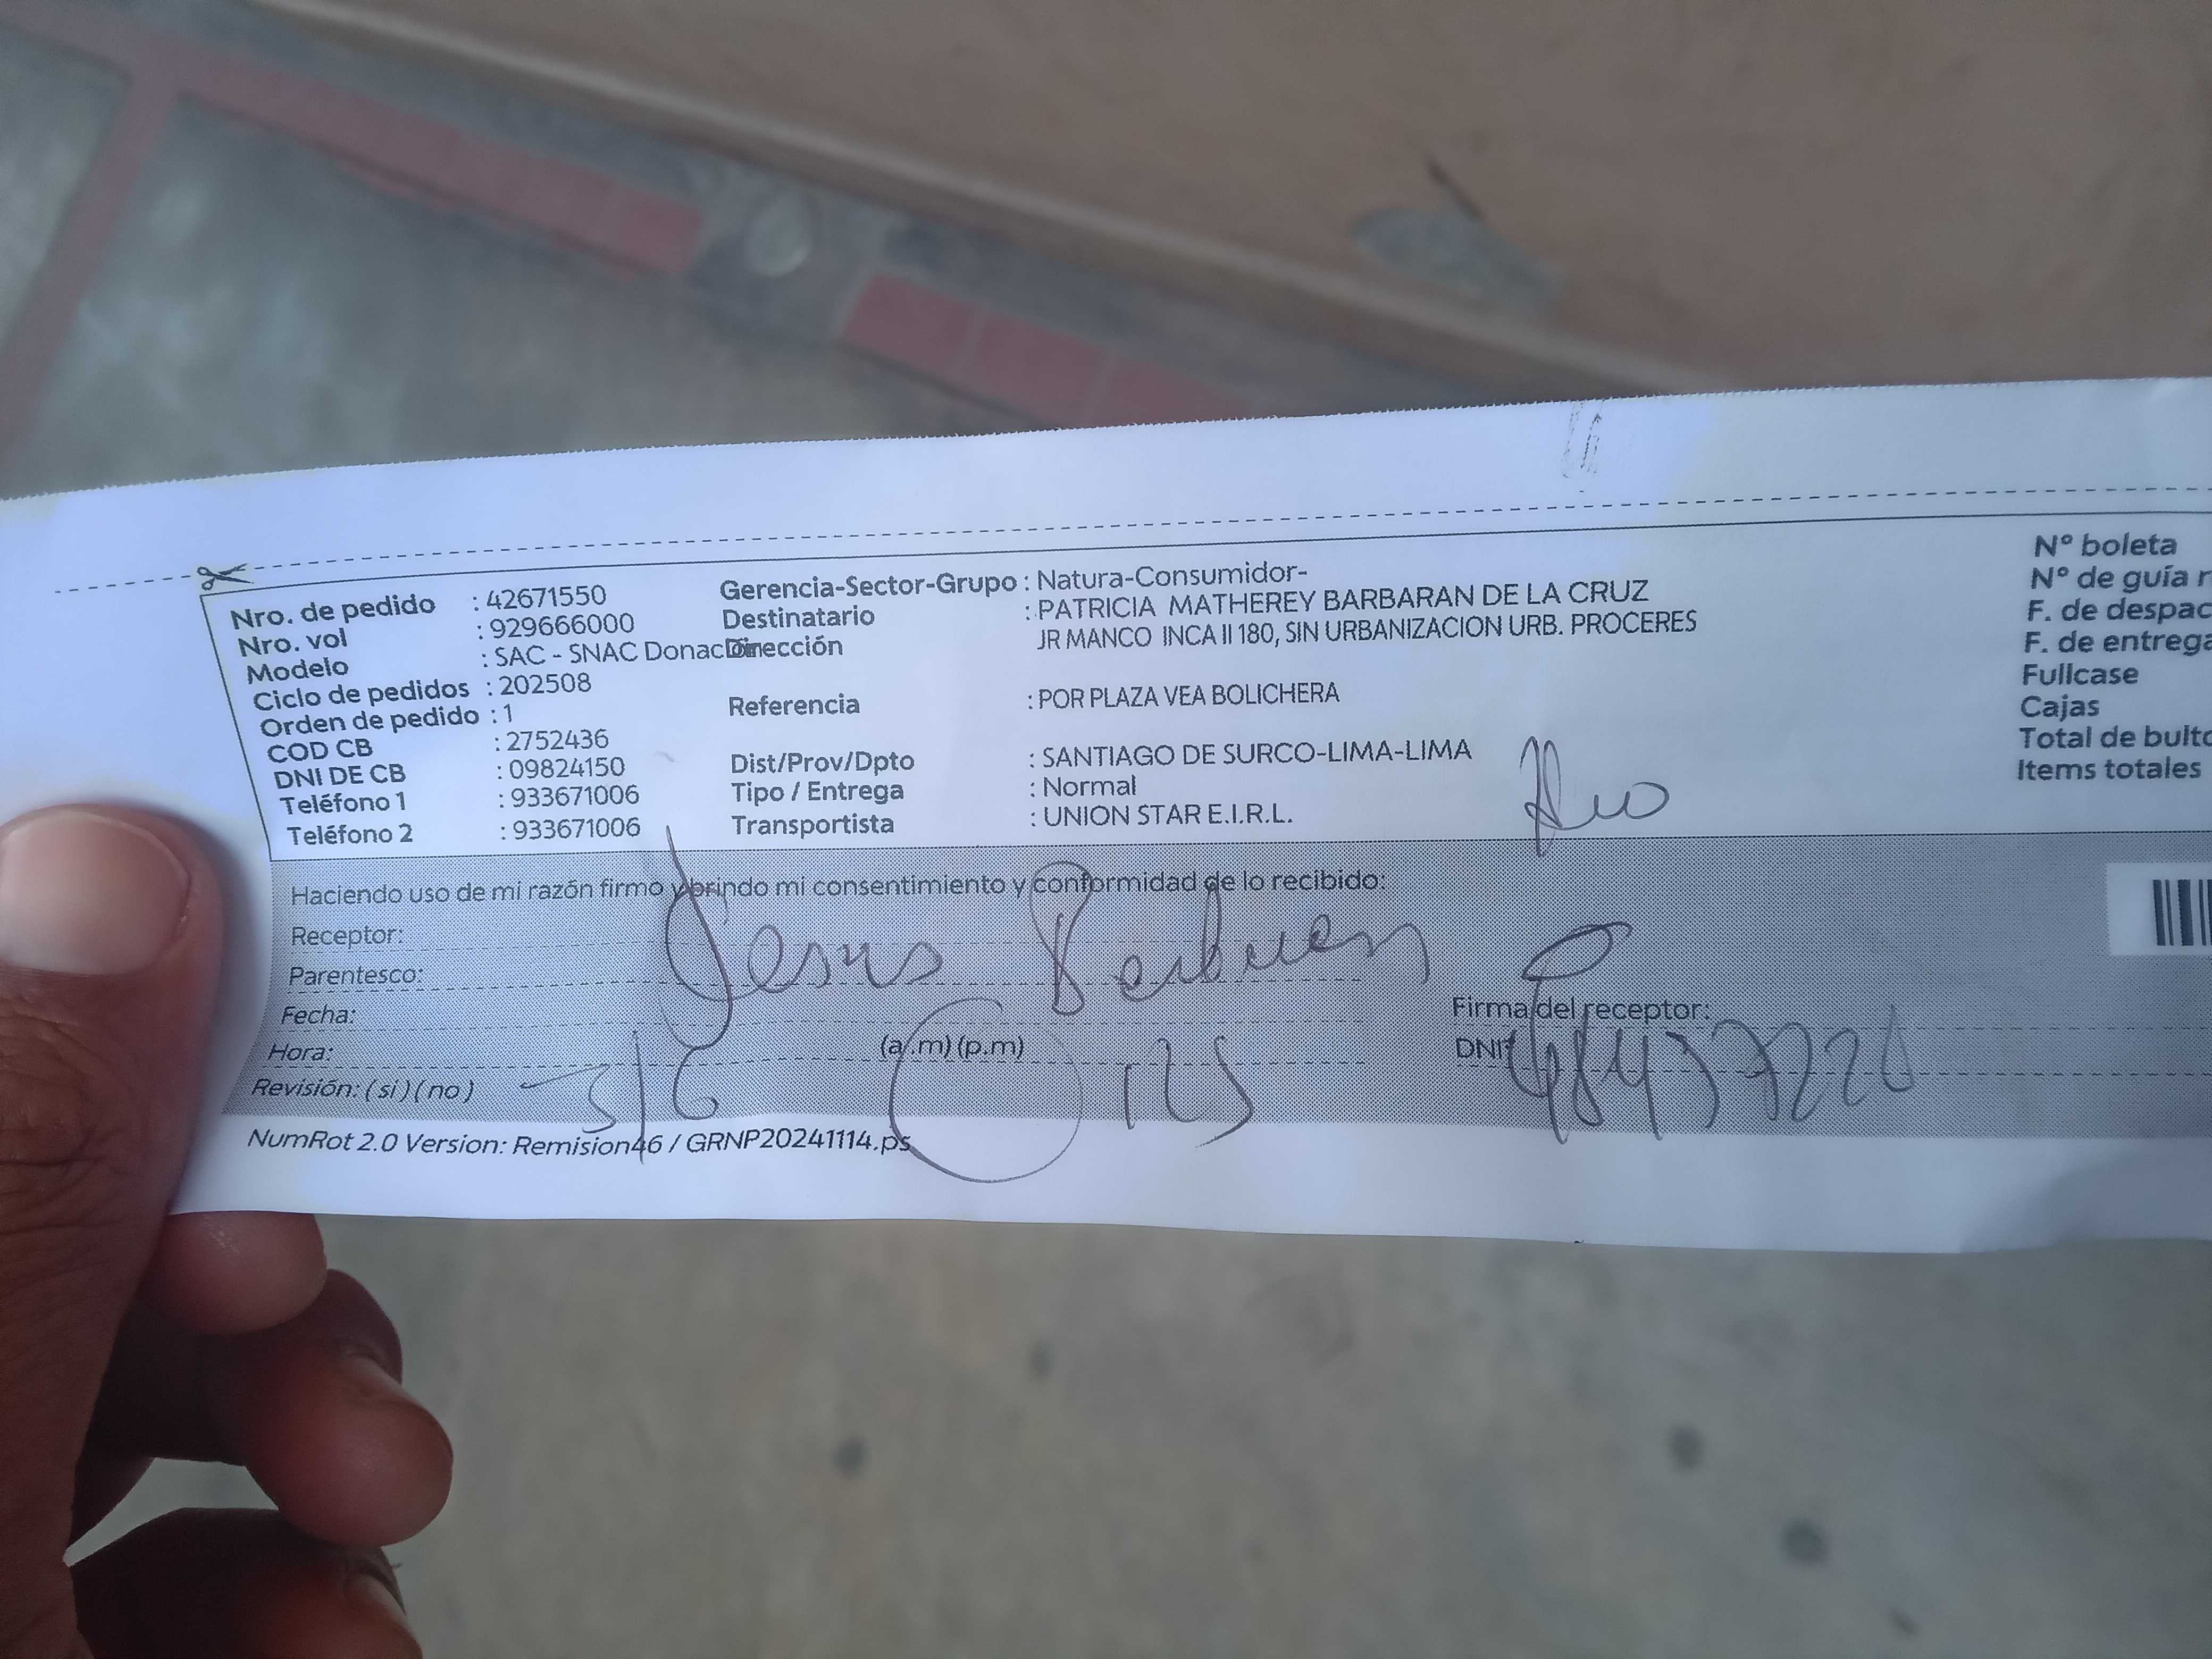 Nro. de pedido : 42671550
Nro. vol : 929666000
Modelo : SAC - SNAC Donacion
Ciclo de pedidos : 202508
Orden de pedido : 1
COD CB : 2752436
DNI DE CB : 09824150
Teléfono 1 : 933671006
Teléfono 2 : 933671006
Gerencia-Sector-Grupo : Natura-Consumidor-
Destinatario : PATRICIA MATHEREY BARBARAN DE LA CRUZ
Dirección JR MANCO INCA II 180, SIN URBANIZACION URB. PROCERES
Referencia : POR PLAZA VEA BOLICHERA
Dist/Prov/Dpto : SANTIAGO DE SURCO-LIMA-LIMA
Tipo / Entrega : Normal
Transportista : UNION STAR E.I.R.L.
N° boleta
N° de guía r
F. de despac
F. de entrega
Fullcase
Cajas
Total de bulto
Items totales
Haciendo uso de mi razón firmo y brindo mi consentimiento y conformidad de lo recibido:
Receptor:
Jesus
Parentesco:
Fecha:
Firma del receptor:
Hora: (a.m) (p.m)
DNI
Revisión: (si) (no)
NumRot 2.0 Version: Remision46 / GRNP20241114.ps